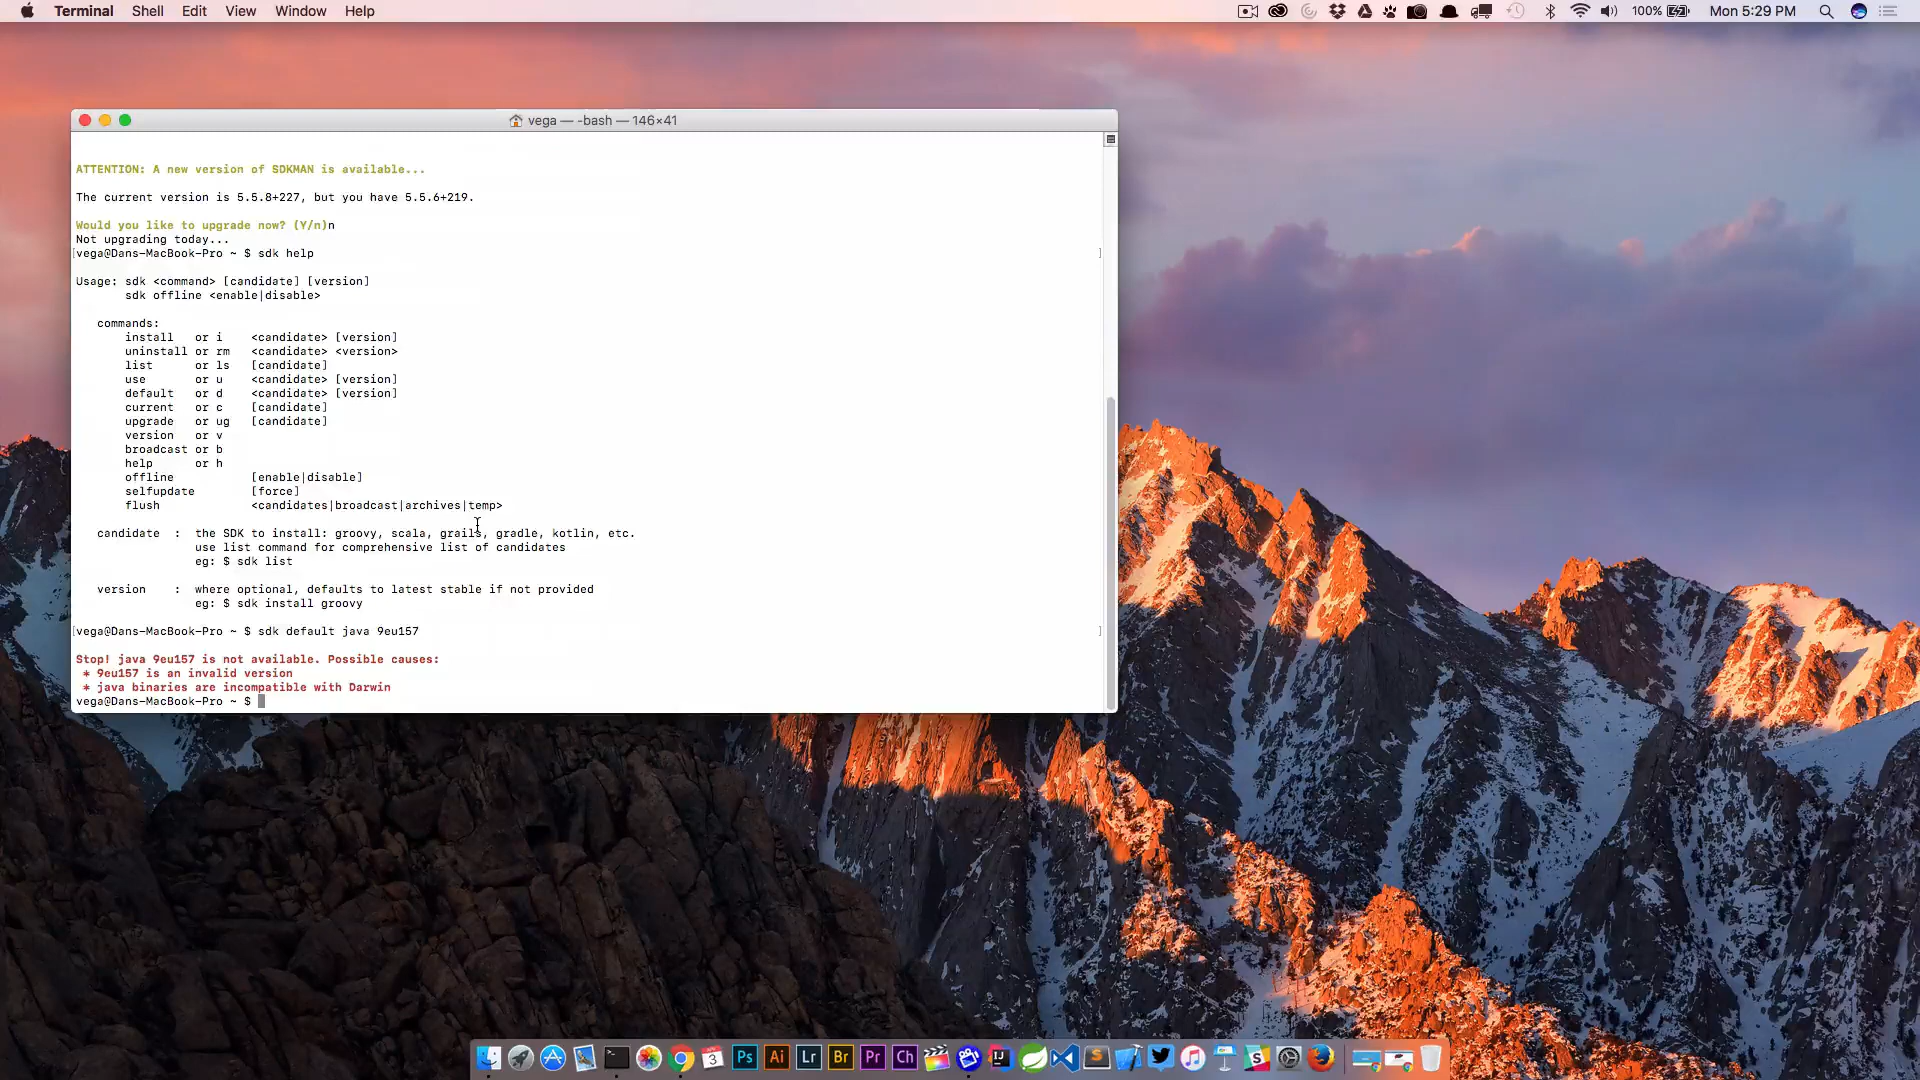 Terminal Shell Edit View Window Help 100% Mon 5:29 PM
vega — -bash — 146×41
ATTENTION: A new version of SDKMAN is available...
The current version is 5.5.8+227, but you have 5.5.6+219.
Would you like to upgrade now? (Y/n)n
Not upgrading today...
[vega@Dans-MacBook-Pro ~ $ sdk help ]
Usage: sdk <command> [candidate] [version]
sdk offline <enable|disable>
commands:
install or i <candidate> [version]
uninstall or rm <candidate> <version>
list or ls [candidate]
use or u <candidate> [version]
default or d <candidate> [version]
current or c [candidate]
upgrade or ug [candidate]
version or v
broadcast or b
help or h
offline [enable|disable]
selfupdate [force]
flush <candidates|broadcast|archives|temp>
candidate : the SDK to install: groovy, scala, grails, gradle, kotlin, etc.
use list command for comprehensive list of candidates
eg: $ sdk list
version : where optional, defaults to latest stable if not provided
eg: $ sdk install groovy
[vega@Dans-MacBook-Pro ~ $ sdk default java 9eu157 ]
Stop! java 9eu157 is not available. Possible causes:
* 9eu157 is an invalid version
* java binaries are incompatible with Darwin
vega@Dans-MacBook-Pro ~ $
3 Ps Ai Lr Br Pr Ch IJ S